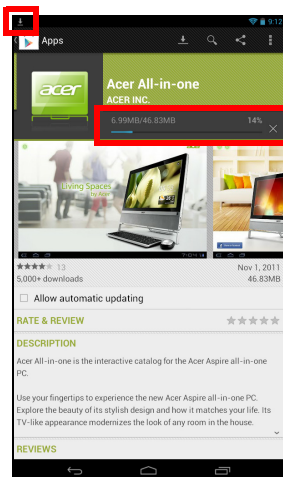 9:12
Apps
acer
Acer All-in-one
ACER INC.
6.99MB/46.83MB 14%
Living Spaces
by Acer
13
Nov 1, 2011
5,000+ downloads
46.83MB
Allow automatic updating
RATE & REVIEW
DESCRIPTION
Acer All-in-one is the interactive catalog for the Acer Aspire all-in-one
PC.
Use your fingertips to experience the new Acer Aspire all-in-one PC.
Explore the beauty of its stylish design and how it matches your life. Its
TV-like appearance modernizes the look of any room in the house.
REVIEWS